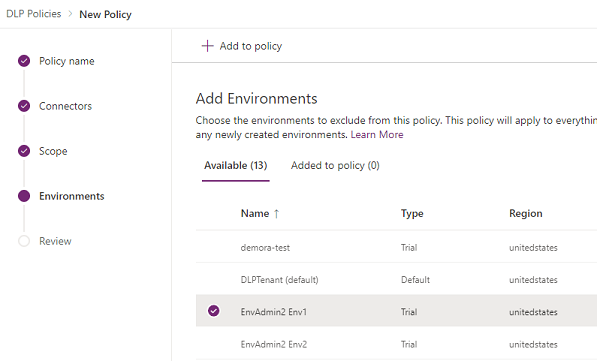 DLP Policies > New Policy
Policy name
Connectors
Scope
Environments
Review
+ Add to policy
Add Environments
Choose the environments to exclude from this policy. This policy will apply to everythin
any newly created environments. Learn More
Available (13) Added to policy (0)
Name ↑ Type Region
demora-test Trial unitedstates
DLPTenant (default) Default unitedstates
EnvAdmin2 Env1 Trial unitedstates
EnvAdmin2 Env2 Trial unitedstates